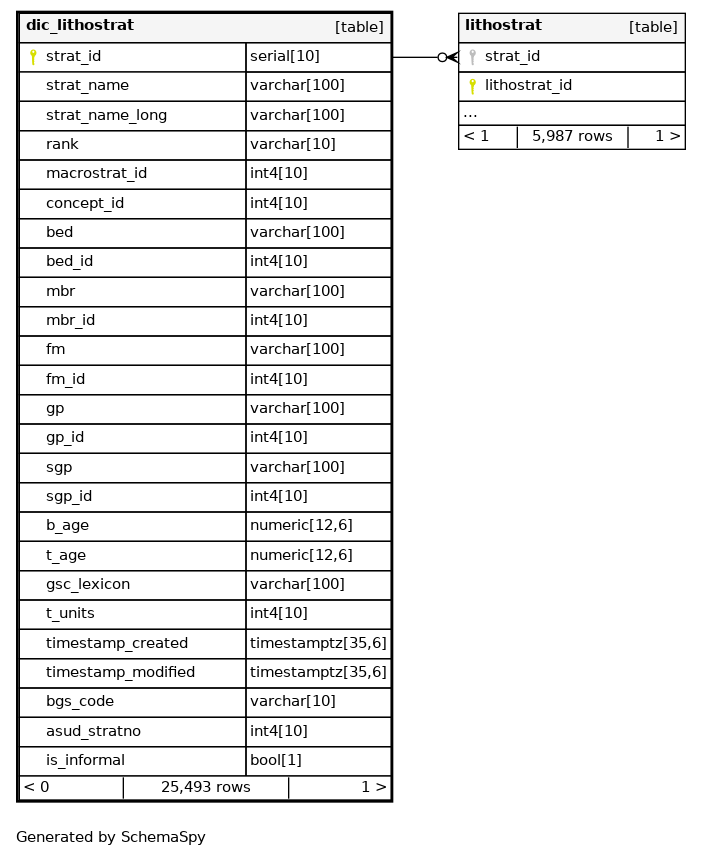 dic_lithostrat [table]
strat_id serial[10]
strat_name varchar[100]
strat_name_long varchar[100]
rank varchar[10]
macrostrat_id int4[10]
concept_id int4[10]
bed varchar[100]
bed_id int4[10]
mbr varchar[100]
mbr_id int4[10]
fm varchar[100]
fm_id int4[10]
gp varchar[100]
gp_id int4[10]
sgp varchar[100]
sgp_id int4[10]
b_age numeric[12,6]
t_age numeric[12,6]
gsc_lexicon varchar[100]
t_units int4[10]
timestamp_created timestamptz[35,6]
timestamp_modified timestamptz[35,6]
bgs_code varchar[10]
asud_stratno int4[10]
is_informal bool[1]
< 0 25,493 rows 1 >
lithostrat [table]
strat_id
lithostrat_id
...
< 1 5,987 rows 1 >
Generated by SchemaSpy